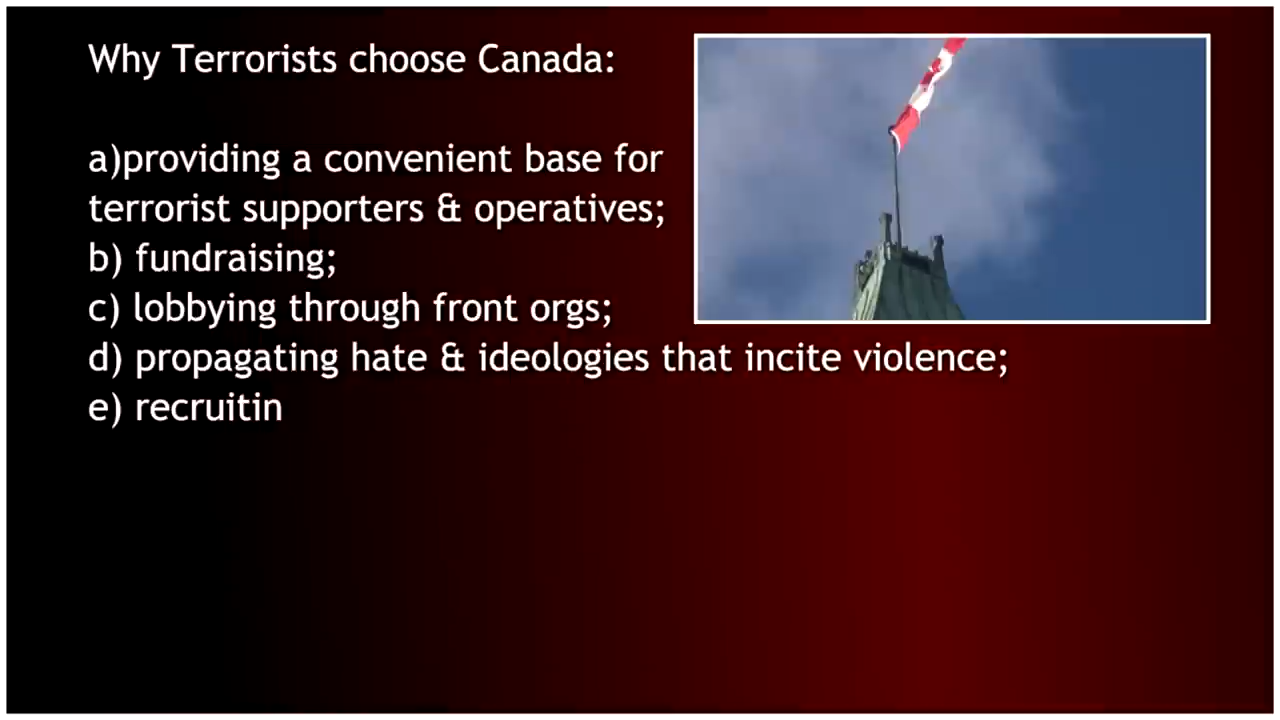 Why Terrorists choose Canada:
a)providing a convenient base for
terrorist supporters & operatives;
b) fundraising;
c) lobbying through front orgs;
d) propagating hate & ideologies that incite violence;
e) recruitin